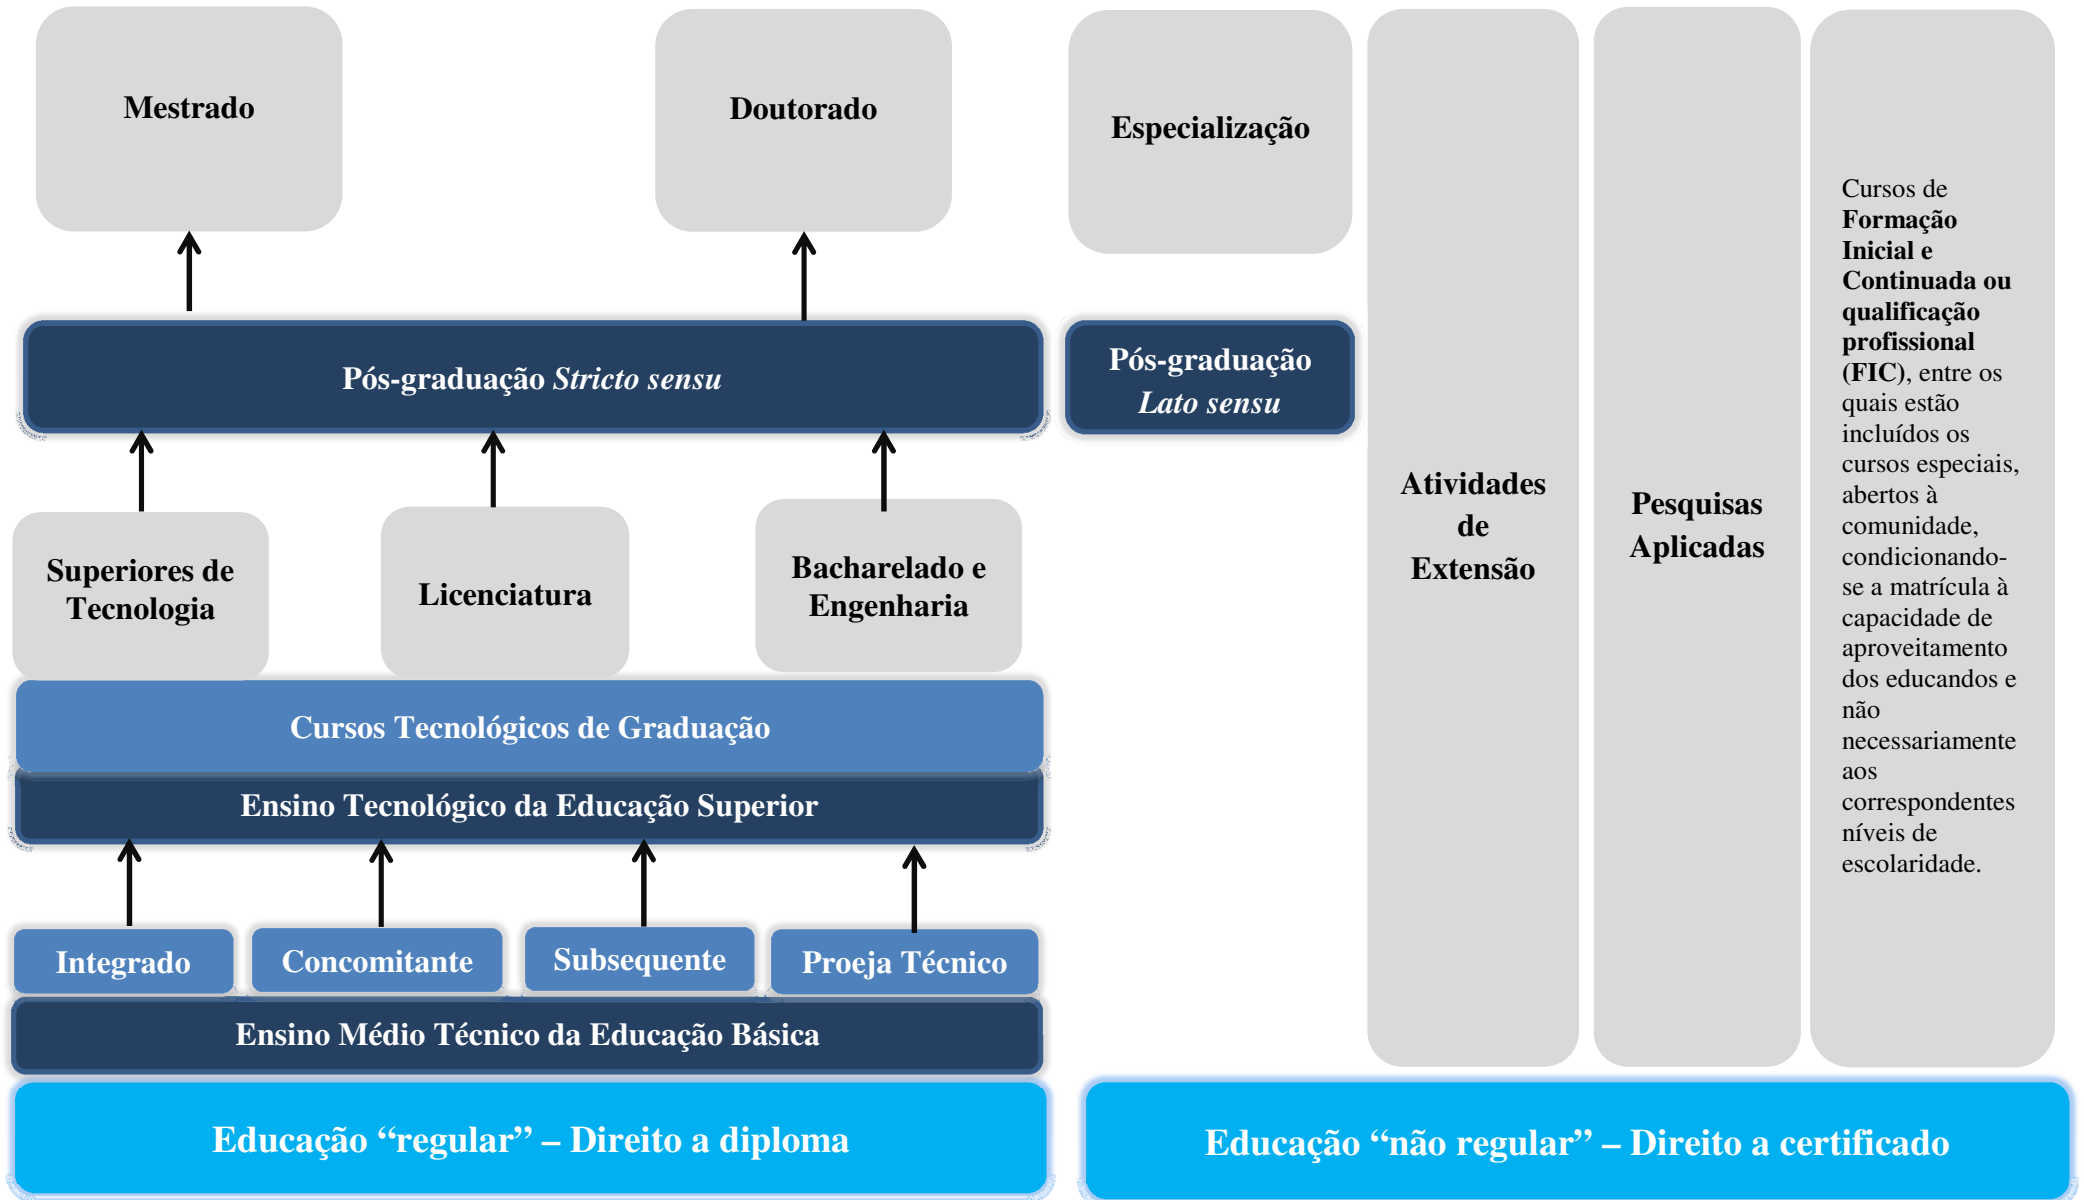 Mestrado
Doutorado
Especialização
Pós-graduação Stricto sensu
Pós-graduação
Lato sensu
Superiores de
Tecnologia
Licenciatura
Bacharelado e
Engenharia
Cursos Tecnológicos de Graduação
Ensino Tecnológico da Educação Superior
Integrado
Concomitante
Subsequente
Proeja Técnico
Ensino Médio Técnico da Educação Básica
Educação “regular” – Direito a diploma
Atividades
de
Extensão
Pesquisas
Aplicadas
Cursos de
Formação
Inicial e
Continuada ou
qualificação
profissional
(FIC), entre os
quais estão
incluídos os
cursos especiais,
abertos à
comunidade,
condicionando-
se a matrícula à
capacidade de
aproveitamento
dos educandos e
não
necessariamente
aos
correspondentes
níveis de
escolaridade.
Educação “não regular” – Direito a certificado